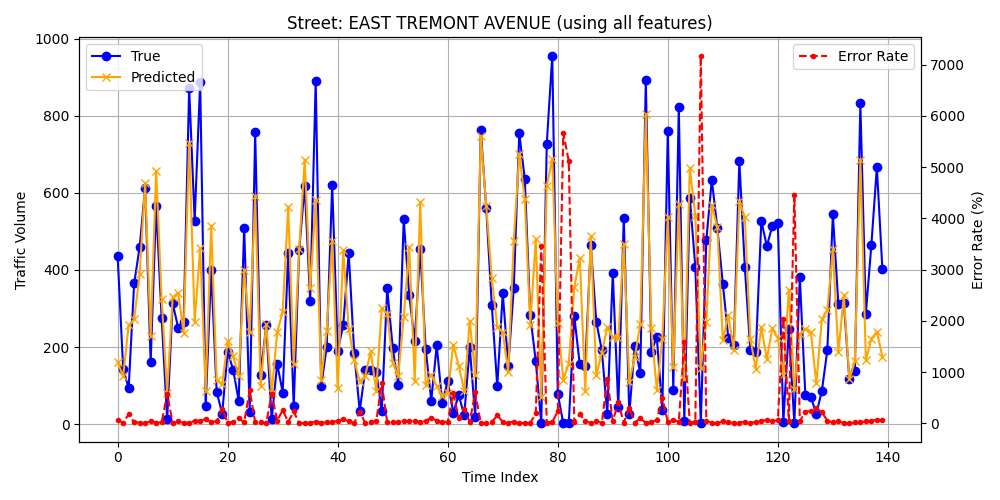 Street: EAST TREMONT AVENUE (using all features)
True
Predicted
Error Rate
1000
800
600
400
200
0
7000
6000
5000
4000
3000
2000
1000
0
Traffic Volume
Error Rate (%)
0 20 40 60 80 100 120 140
Time Index